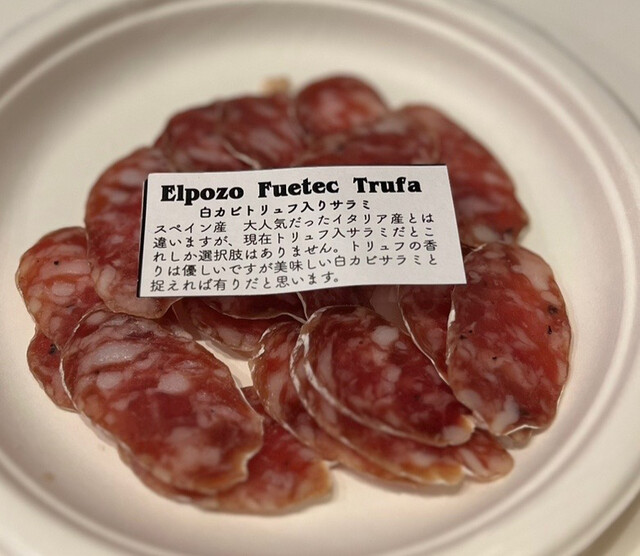 Elpozo Fuetec Trufa
白カビトリュフ入りサラミ
スペイン産　大人気だったイタリア産とは
違いますが、現在トリュフ入サラミだとこ
れしか選択肢はありません。トリュフの香
りは優しいですが美味しい白カビサラミと
捉えれば有りだと思います。